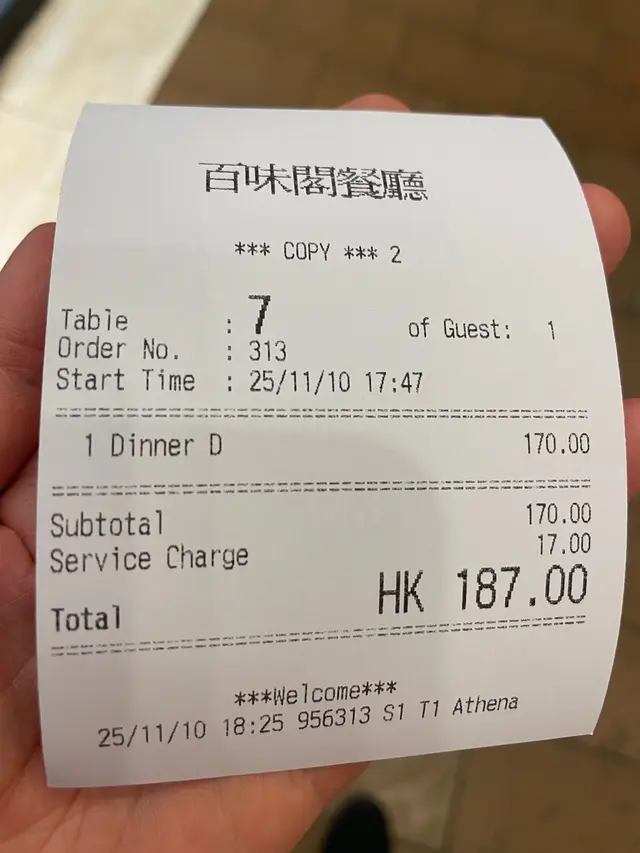 百味閣餐廳
*** COPY *** 2
Table : 7 of Guest: 1
Order No. : 313
Start Time : 25/11/10 17:47
1 Dinner D 170.00
Subtotal 170.00
Service Charge 17.00
Total HK 187.00
***Welcome***
25/11/10 18:25 956313 S1 T1 Athena